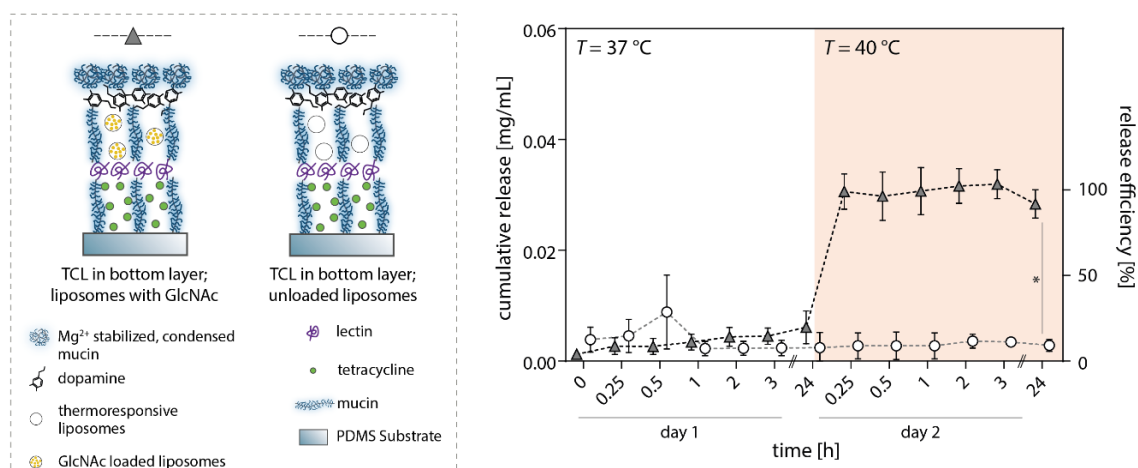 TCL in bottom layer;
liposomes with GlcNAc
TCL in bottom layer;
unloaded liposomes
Mg²⁺ stabilized, condensed
mucin
dopamine
thermoresponsive
liposomes
GlcNAc loaded liposomes
lectin
tetracycline
mucin
PDMS Substrate
T = 37 °C
T = 40 °C
cumulative release [mg/mL]
0.06
0.04
0.02
0.00
release efficiency [%]
100
50
0
*
0
0.25
0.5
1
2
3
24
0.25
0.5
1
2
3
24
day 1
day 2
time [h]